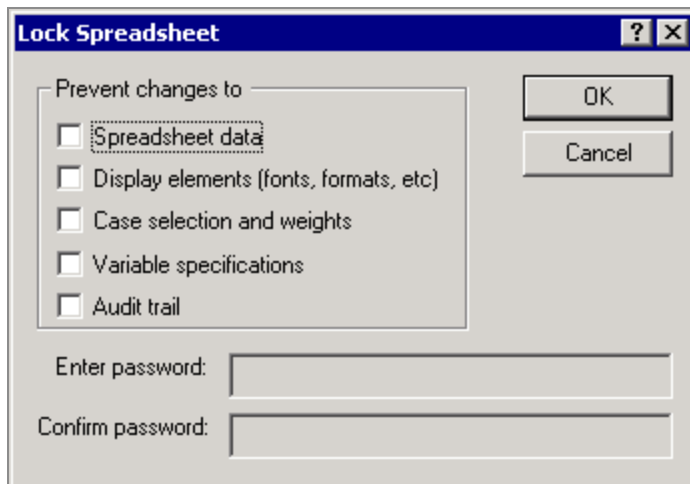 Lock Spreadsheet
Prevent changes to
OK
Spreadsheet data
Cancel
Display elements (fonts, formats, etc)
Case selection and weights
Variable specifications
Audit trail
Enter password:
Confirm password: